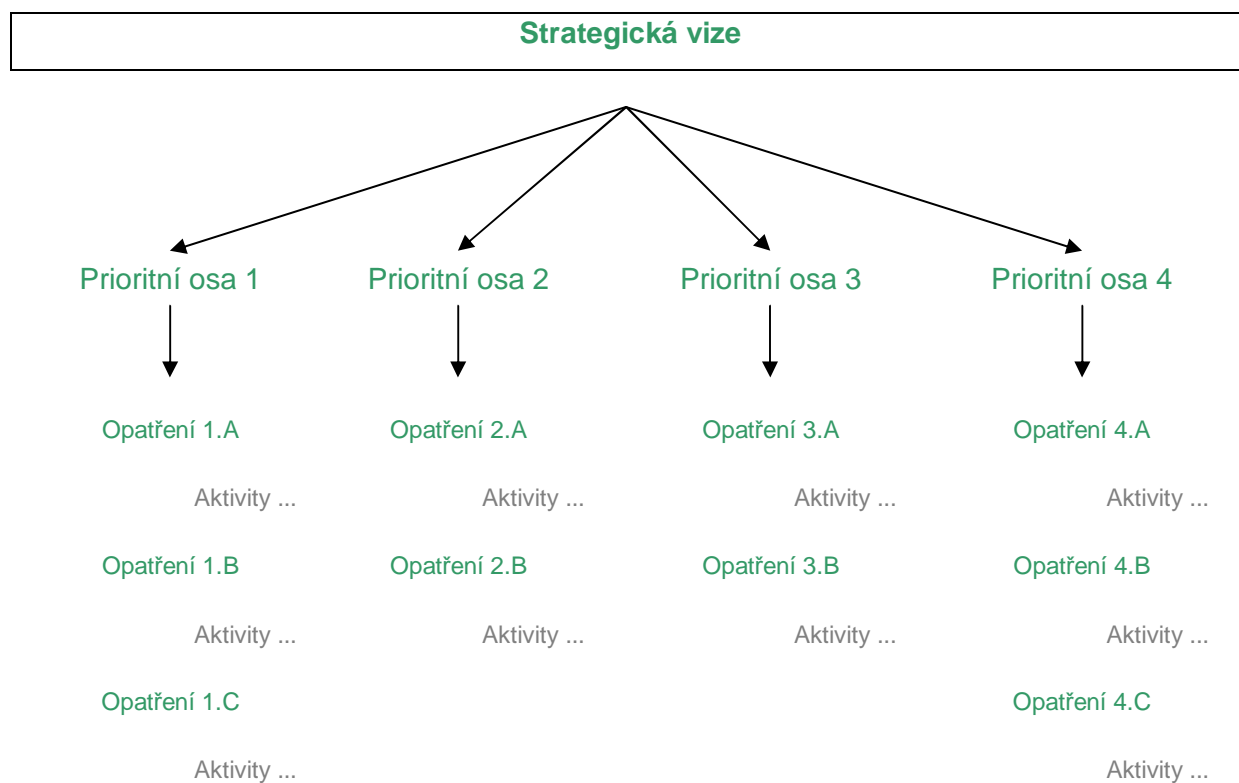 Strategická vize
Prioritní osa 1 Prioritní osa 2 Prioritní osa 3 Prioritní osa 4
Opatření 1.A Opatření 2.A Opatření 3.A Opatření 4.A
Aktivity ... Aktivity ... Aktivity ... Aktivity ...
Opatření 1.B Opatření 2.B Opatření 3.B Opatření 4.B
Aktivity ... Aktivity ... Aktivity ... Aktivity ...
Opatření 1.C Opatření 4.C
Aktivity ... Aktivity ...